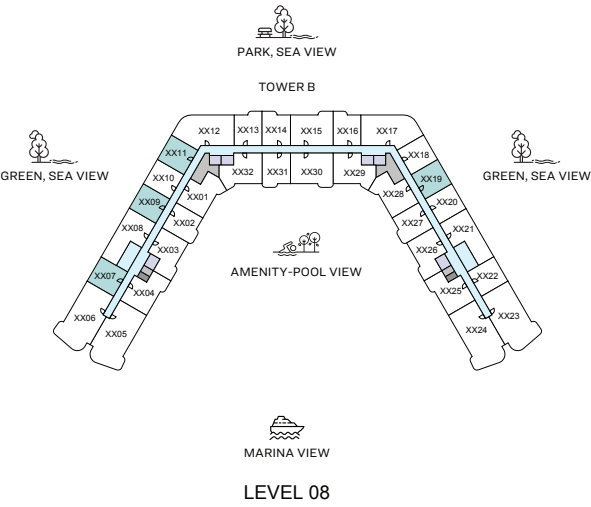 PARK, SEA VIEW
TOWER B
XX12
XX13
XX14
XX15
XX16
XX17
XX11
XX18
GREEN, SEA VIEW
GREEN, SEA VIEW
XX10
XX32
XX31
XX30
XX29
XX19
XX01
XX28
XX09
XX20
XX02
XX27
XX08
XX21
XX03
XX26
AMENITY-POOL VIEW
XX07
XX22
XX04
XX25
XX06
XX23
XX05
XX24
MARINA VIEW
LEVEL 08